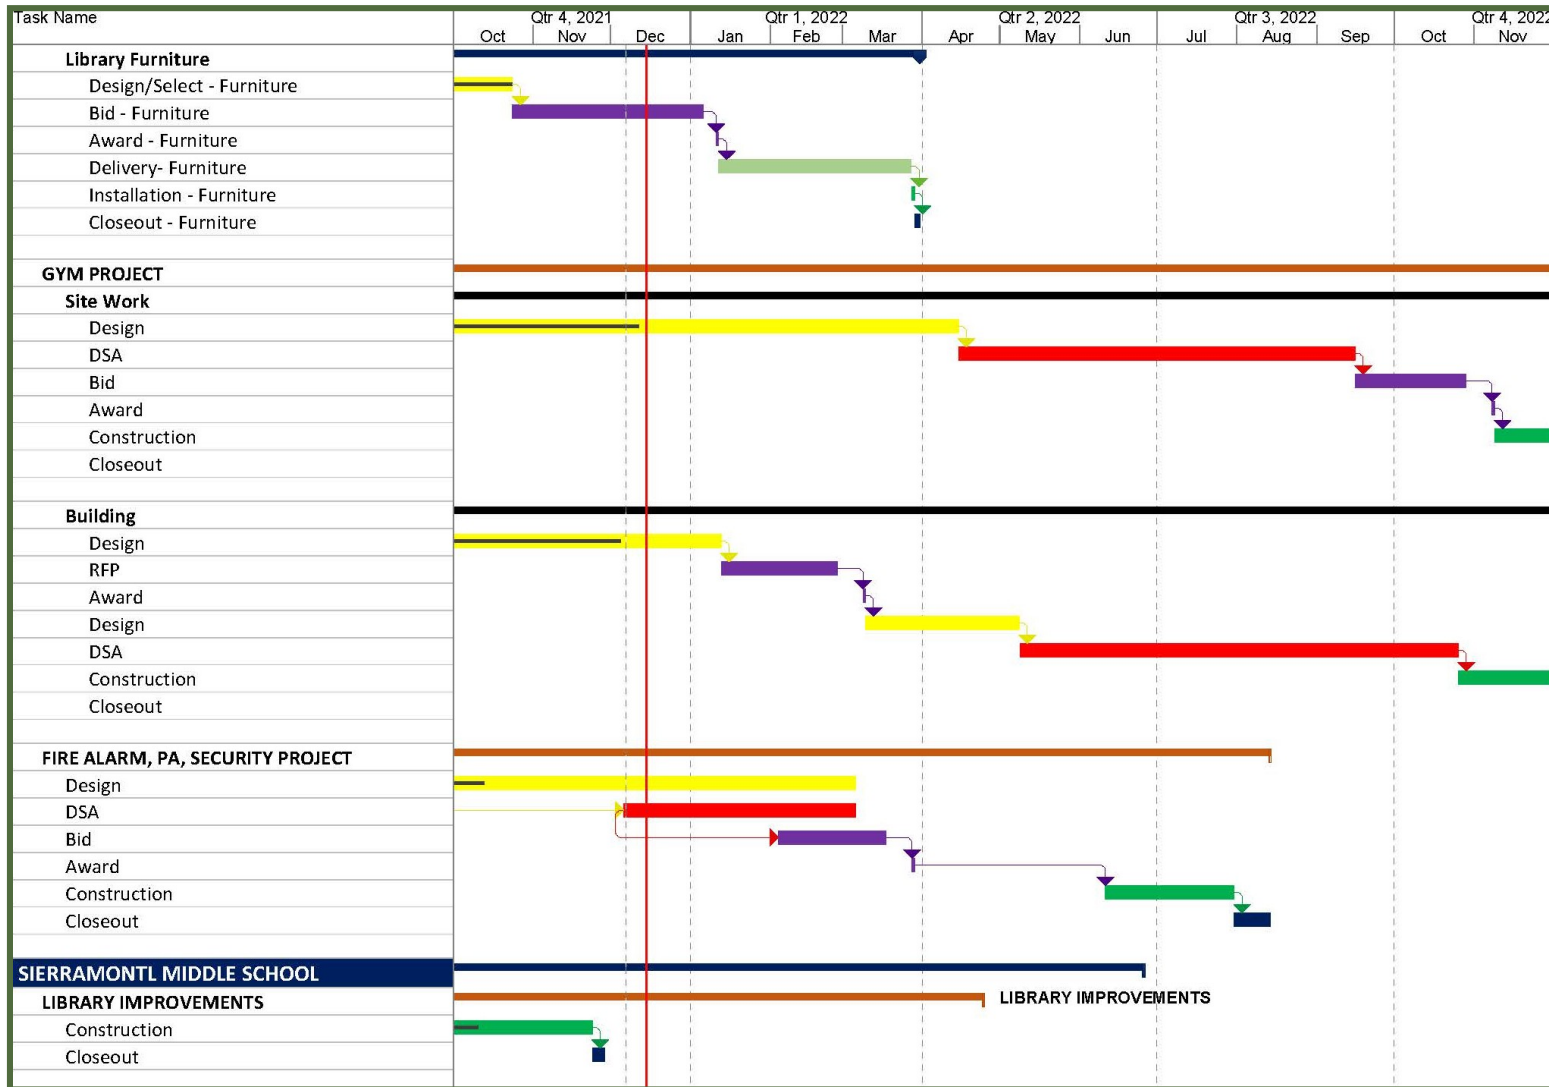 Task Name Qtr 4, 2021 Qtr 1, 2022 Qtr 2, 2022 Qtr 3, 2022 Qtr 4, 2022
Oct Nov Dec Jan Feb Mar Apr May Jun Jul Aug Sep Oct Nov
Library Furniture
Design/Select - Furniture
Bid - Furniture
Award - Furniture
Delivery- Furniture
Installation - Furniture
Closeout - Furniture
GYM PROJECT
Site Work
Design
DSA
Bid
Award
Construction
Closeout
Building
Design
RFP
Award
Design
DSA
Construction
Closeout
FIRE ALARM, PA, SECURITY PROJECT
Design
DSA
Bid
Award
Construction
Closeout
SIERRAMONTL MIDDLE SCHOOL
LIBRARY IMPROVEMENTS LIBRARY IMPROVEMENTS
Construction
Closeout